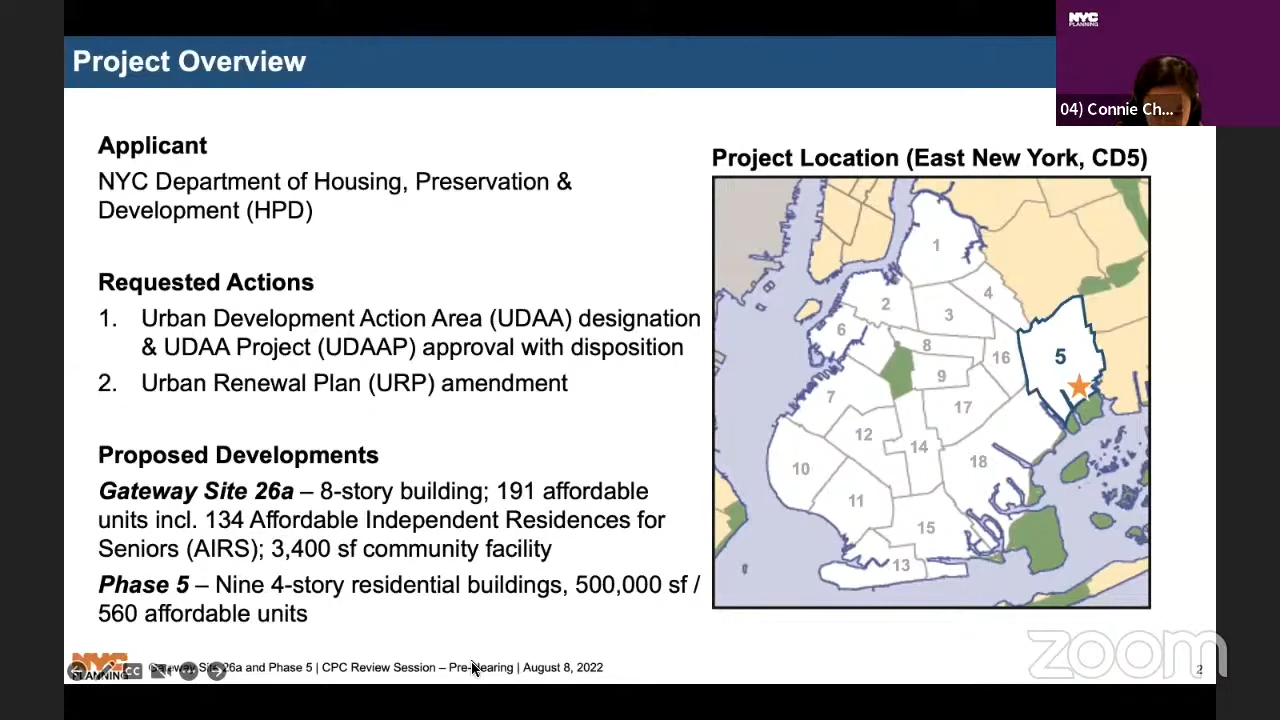 Project Overview
NYC
PLANNING
04) Connie Ch...
Applicant
NYC Department of Housing, Preservation &
Development (HPD)
Requested Actions
1. Urban Development Action Area (UDAA) designation
& UDAA Project (UDAAP) approval with disposition
2. Urban Renewal Plan (URP) amendment
Proposed Developments
Gateway Site 26a – 8-story building; 191 affordable
units incl. 134 Affordable Independent Residences for
Seniors (AIRS); 3,400 sf community facility
Phase 5 – Nine 4-story residential buildings, 500,000 sf /
560 affordable units
Project Location (East New York, CD5)
1
2
4
3
6
8
16
5
9
7
17
12
14
18
10
11
15
13
zoom
NYC
PLANNING
CC
Gateway Site 26a and Phase 5 | CPC Review Session – Pre-Hearing | August 8, 2022
2